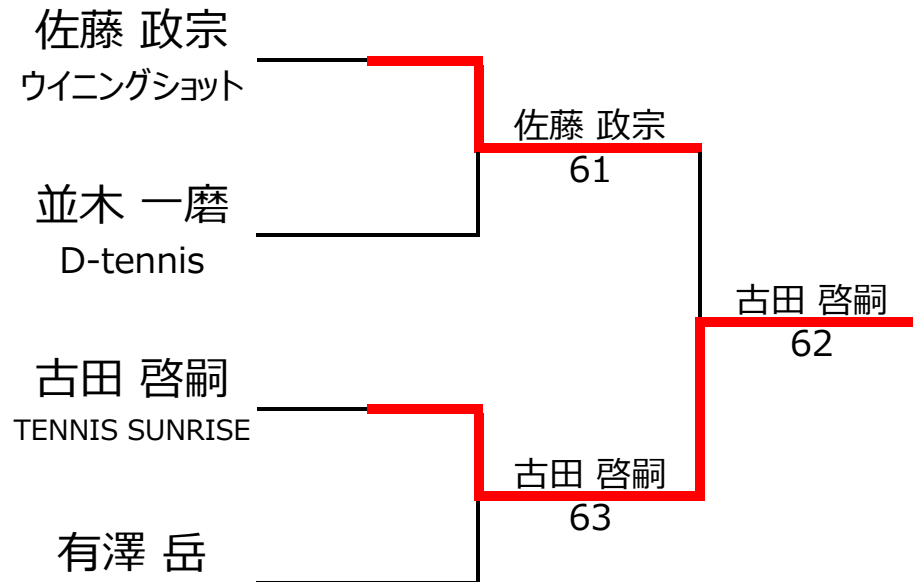 佐藤 政宗
ウイニングショット
佐藤 政宗
61
並木 一磨
D-tennis
古田 啓嗣
62
古田 啓嗣
TENNIS SUNRISE
古田 啓嗣
63
有澤 岳